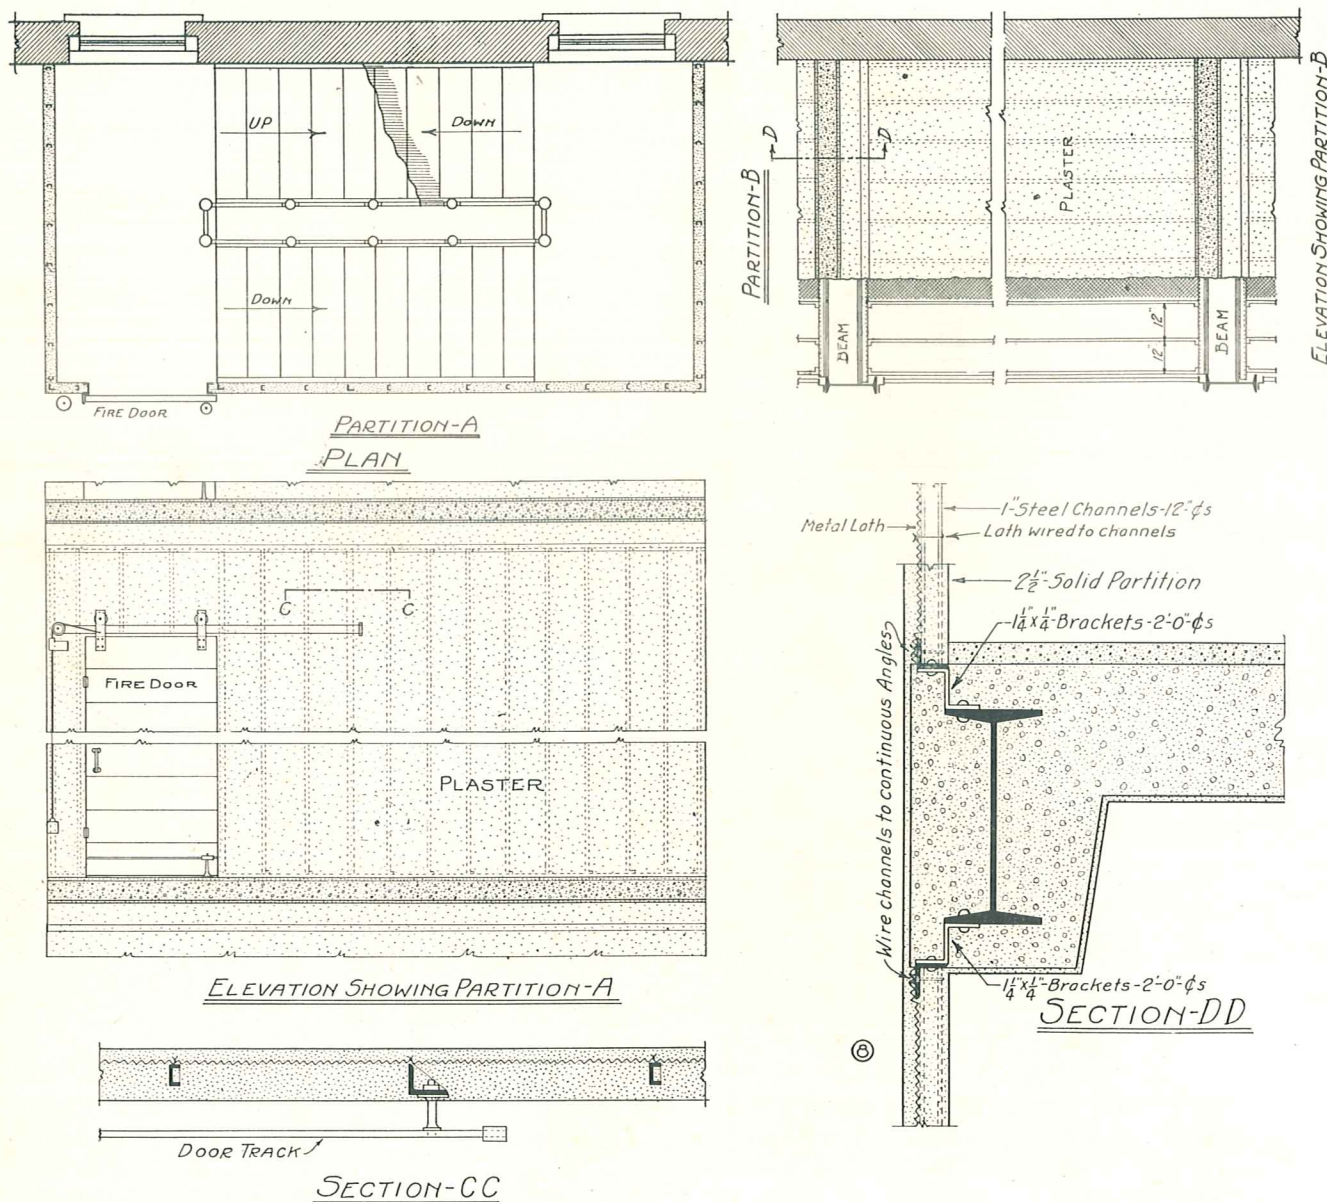 UP
DOWN
DOWN
FIRE DOOR
PARTITION-A
PLAN
D
D
PARTITION-B
PLASTER
BEAM
12"
12"
BEAM
ELEVATION SHOWING PARTITION-B
C
C
FIRE DOOR
PLASTER
ELEVATION SHOWING PARTITION-A
DOOR TRACK
SECTION-CC
1"Steel Channels-12"¢s
Metal Lath
Lath wired to channels
2½"-Solid Partition
1¼"x¼"-Brackets-2'-0"¢s
Wire channels to continuous Angles
1¼"x¼"-Brackets-2'-0"¢s
SECTION-DD
8